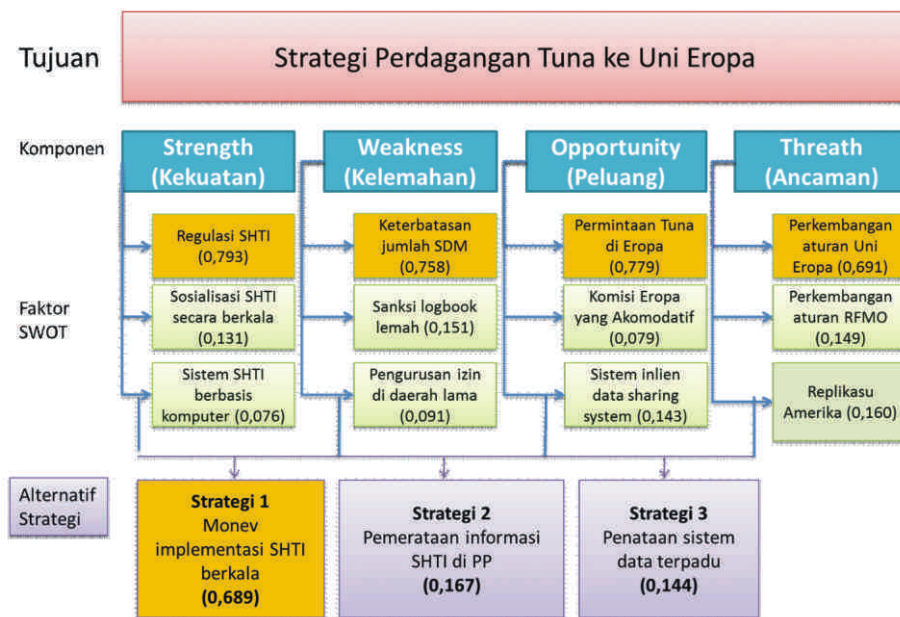 Tujuan
Strategi Perdagangan Tuna ke Uni Eropa
Komponen
Strength
(Kekuatan)
Weakness
(Kelemahan)
Opportunity
(Peluang)
Threath
(Ancaman)
Faktor
SWOT
Regulasi SHTI
(0,793)
Keterbatasan
jumlah SDM
(0,758)
Permintaan Tuna
di Eropa
(0,779)
Perkembangan
aturan Uni
Eropa (0,691)
Sosialisasi SHTI
secara berkala
(0,131)
Sanksi logbook
lemah (0,151)
Komisi Eropa
yang Akomodatif
(0,079)
Perkembangan
aturan RFMO
(0,149)
Sistem SHTI
berbasis
komputer (0,076)
Pengurusan izin
di daerah lama
(0,091)
Sistem inlien
data sharing
system (0,143)
Replikasu
Amerika (0,160)
Alternatif
Strategi
Strategi 1
Monev
implementasi SHTI
berkala
(0,689)
Strategi 2
Pemerataan informasi
SHTI di PP
(0,167)
Strategi 3
Penataan sistem
data terpadu
(0,144)